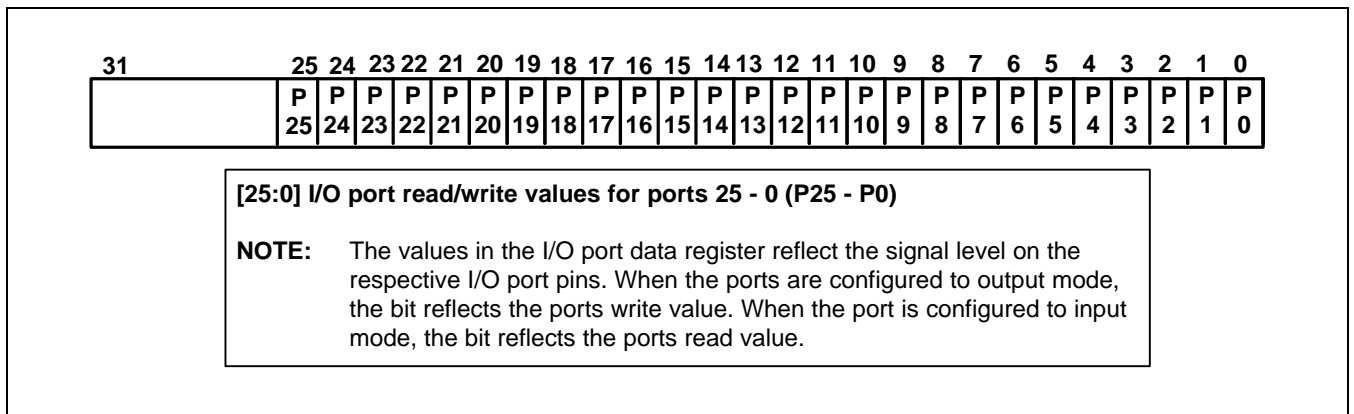 31 25 24 23 22 21 20 19 18 17 16 15 14 13 12 11 10 9 8 7 6 5 4 3 2 1 0
P P P P P P P P P P P P P P P P P P P P P P P P P P
25 24 23 22 21 20 19 18 17 16 15 14 13 12 11 10 9 8 7 6 5 4 3 2 1 0
[25:0] I/O port read/write values for ports 25 - 0 (P25 - P0)
NOTE: The values in the I/O port data register reflect the signal level on the
respective I/O port pins. When the ports are configured to output mode,
the bit reflects the ports write value. When the port is configured to input
mode, the bit reflects the ports read value.